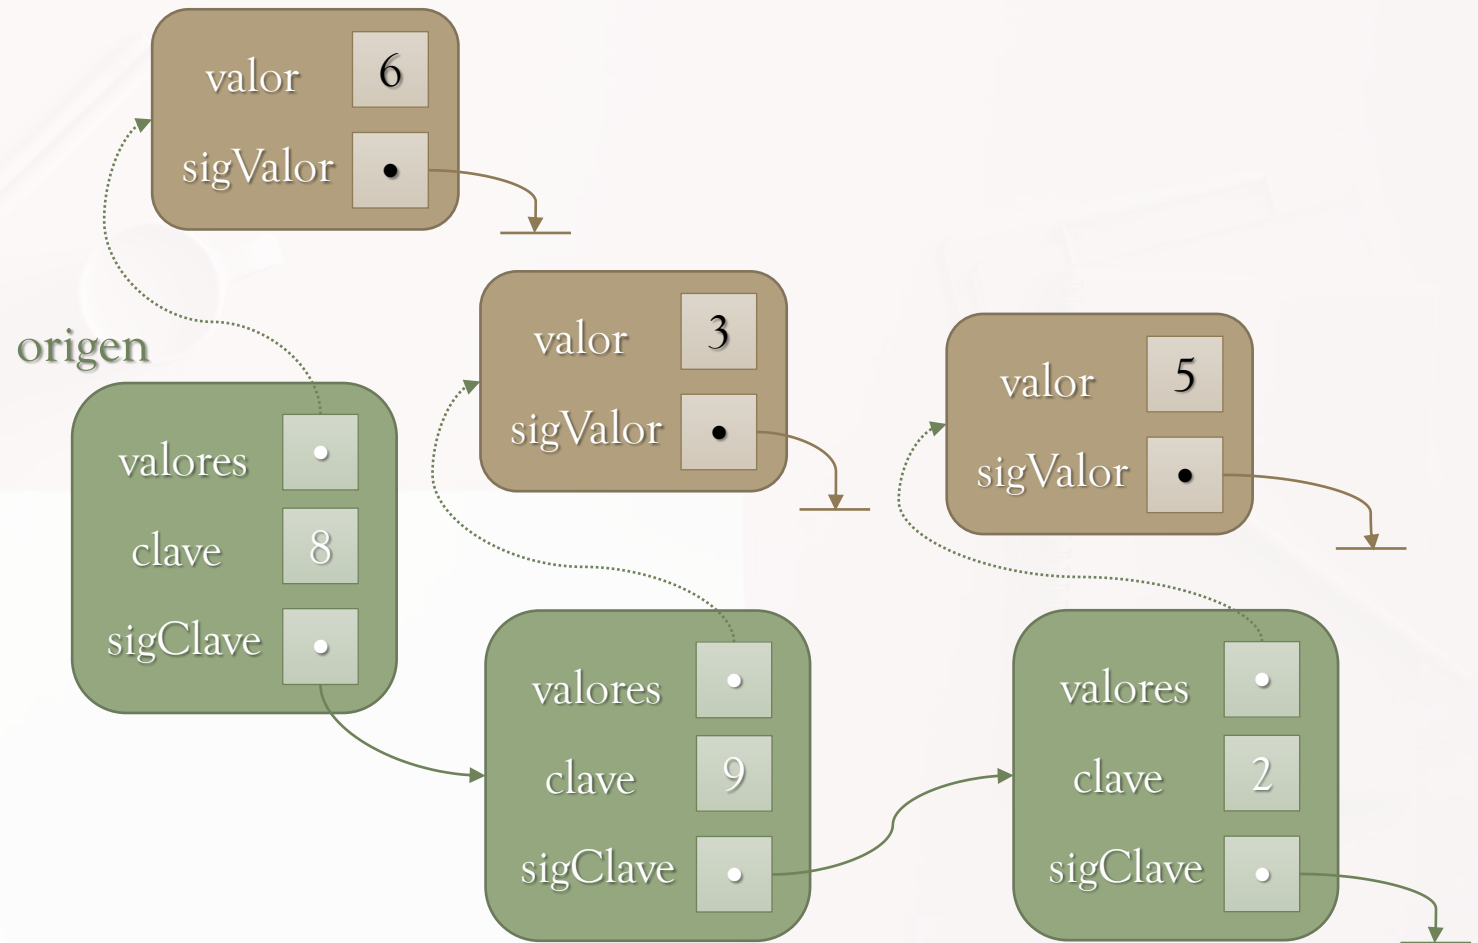 valor 6
sigValor
origen
valor 3
sigValor
valor 5
sigValor
valores
clave 8
sigClave
valores
clave 9
sigClave
valores
clave 2
sigClave